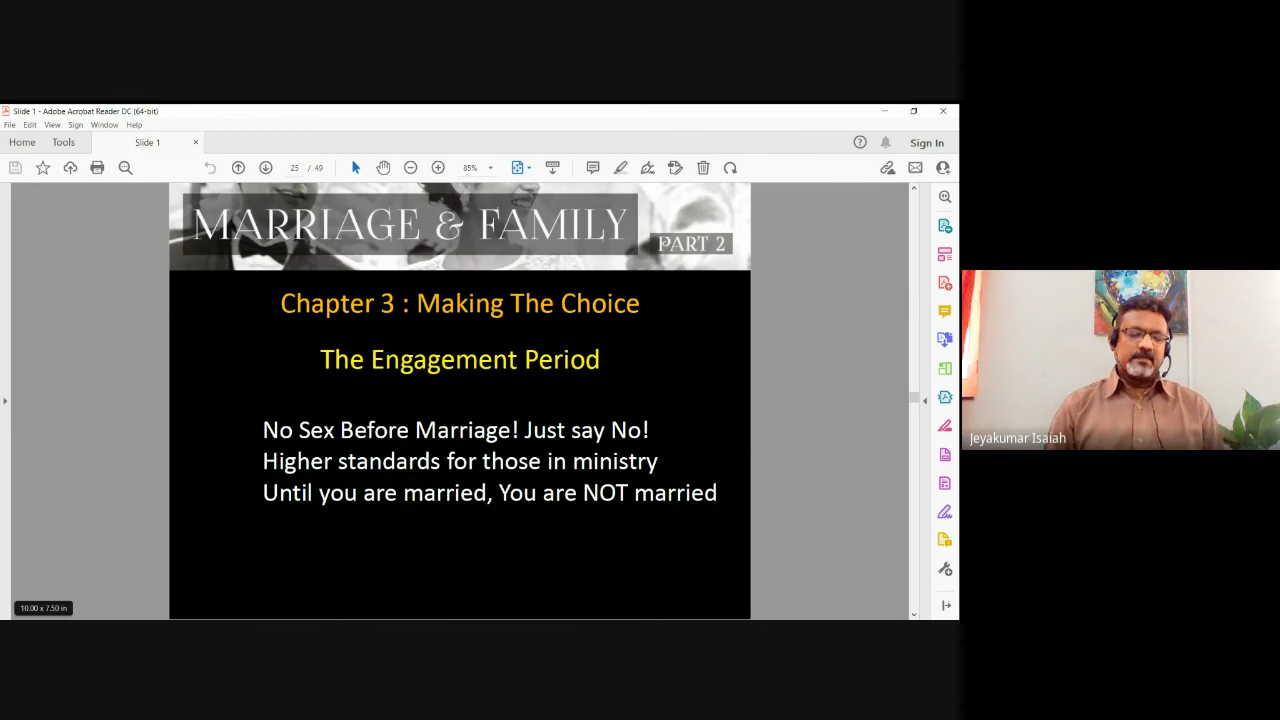 Slide 1 - Adobe Acrobat Reader DC (64-bit)
File Edit View Sign Window Help
Home Tools Slide 1 × Sign In
25 / 49 85%
MARRIAGE & FAMILY
PART 2
Chapter 3 : Making The Choice
The Engagement Period
No Sex Before Marriage! Just say No!
Higher standards for those in ministry
Until you are married, You are NOT married
Jeyakumar Isaiah
10.00 x 7.50 in